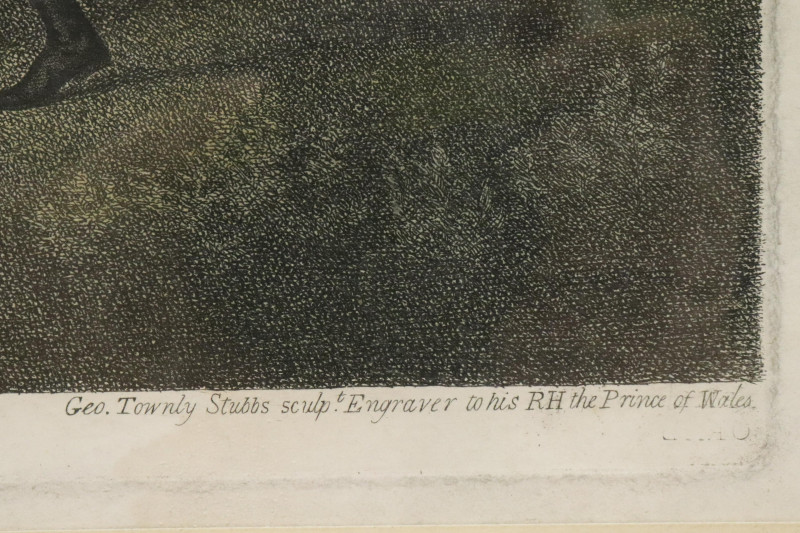 Geo. Townly Stubbs sculp.t Engraver to his RH the Prince of Wales.